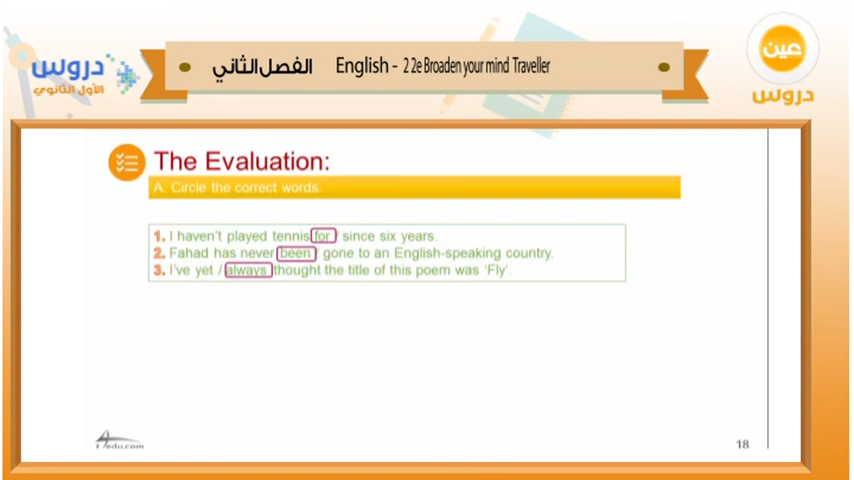 دروس
الأول الثانوي
الفصل الثاني English - 2 2e Broaden your mind Traveller
عين
دروس
The Evaluation:
A. Circle the correct words.
1. I haven't played tennis for / since six years.
2. Fahad has never been / gone to an English-speaking country.
3. I've yet / always thought the title of this poem was 'Fly'.
18